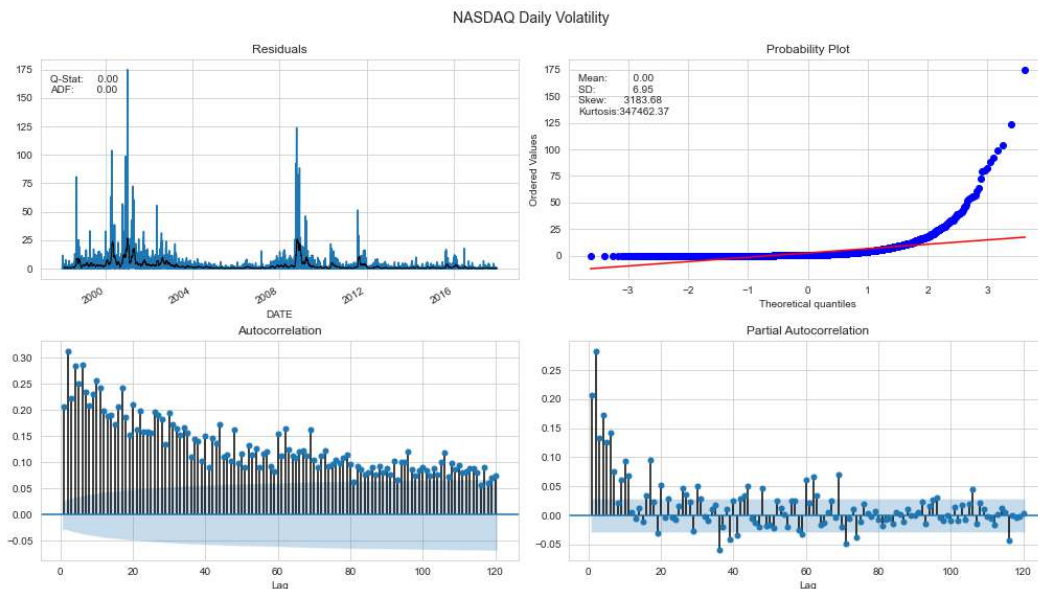 NASDAQ Daily Volatility
Residuals
175
150
125
100
75
50
25
0
Q-Stat: 0.00
ADF: 0.00
2000
2004
2008
2012
2016
DATE
Probability Plot
Ordered Values
175
150
125
100
75
50
25
0
Mean: 0.00
SD: 6.95
Skew: 3183.68
Kurtosis:347462.37
−3 −2 −1 0 1 2 3
Theoretical quantiles
Autocorrelation
0.30
0.25
0.20
0.15
0.10
0.05
0.00
−0.05
0 20 40 60 80 100 120
Lag
Partial Autocorrelation
0.25
0.20
0.15
0.10
0.05
0.00
−0.05
0 20 40 60 80 100 120
Lag